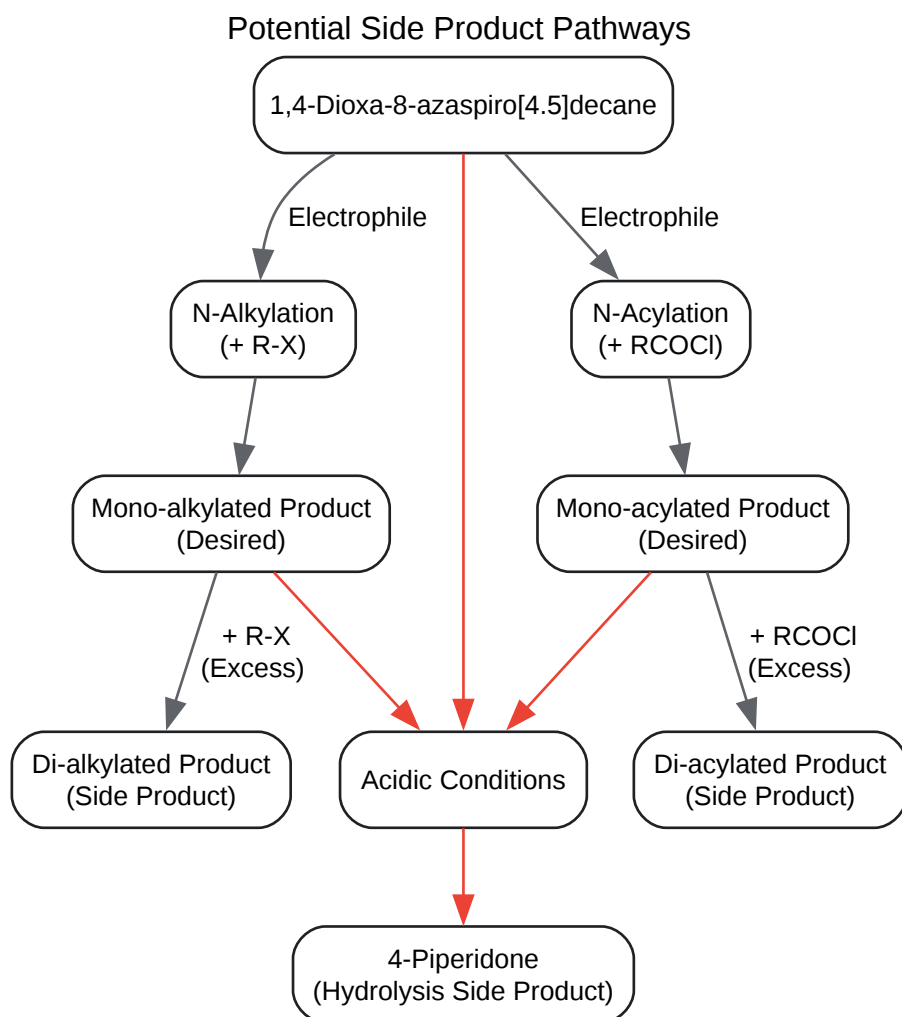 Potential Side Product Pathways
1,4-Dioxa-8-azaspiro[4.5]decane
Electrophile
Electrophile
N-Alkylation
(+ R-X)
N-Acylation
(+ RCOCl)
Mono-alkylated Product
(Desired)
Mono-acylated Product
(Desired)
+ R-X
(Excess)
+ RCOCl
(Excess)
Di-alkylated Product
(Side Product)
Acidic Conditions
Di-acylated Product
(Side Product)
4-Piperidone
(Hydrolysis Side Product)